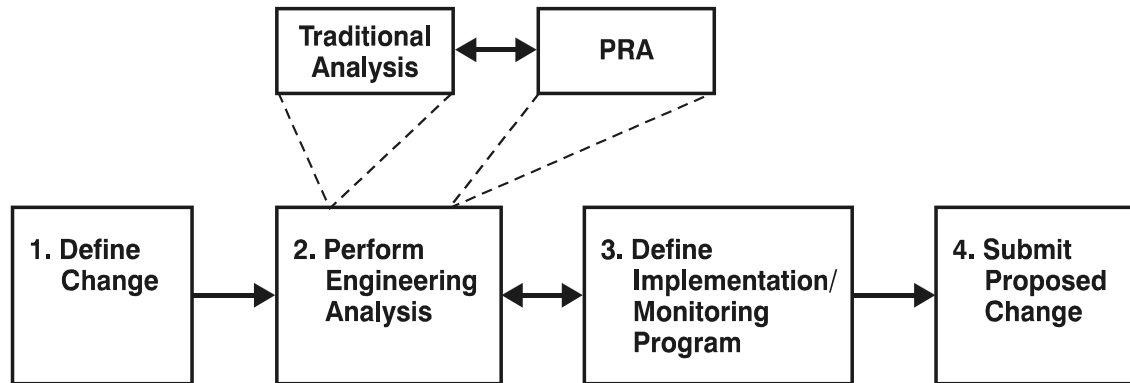 Traditional
Analysis
PRA
1. Define
Change
2. Perform
Engineering
Analysis
3. Define
Implementation/
Monitoring
Program
4. Submit
Proposed
Change